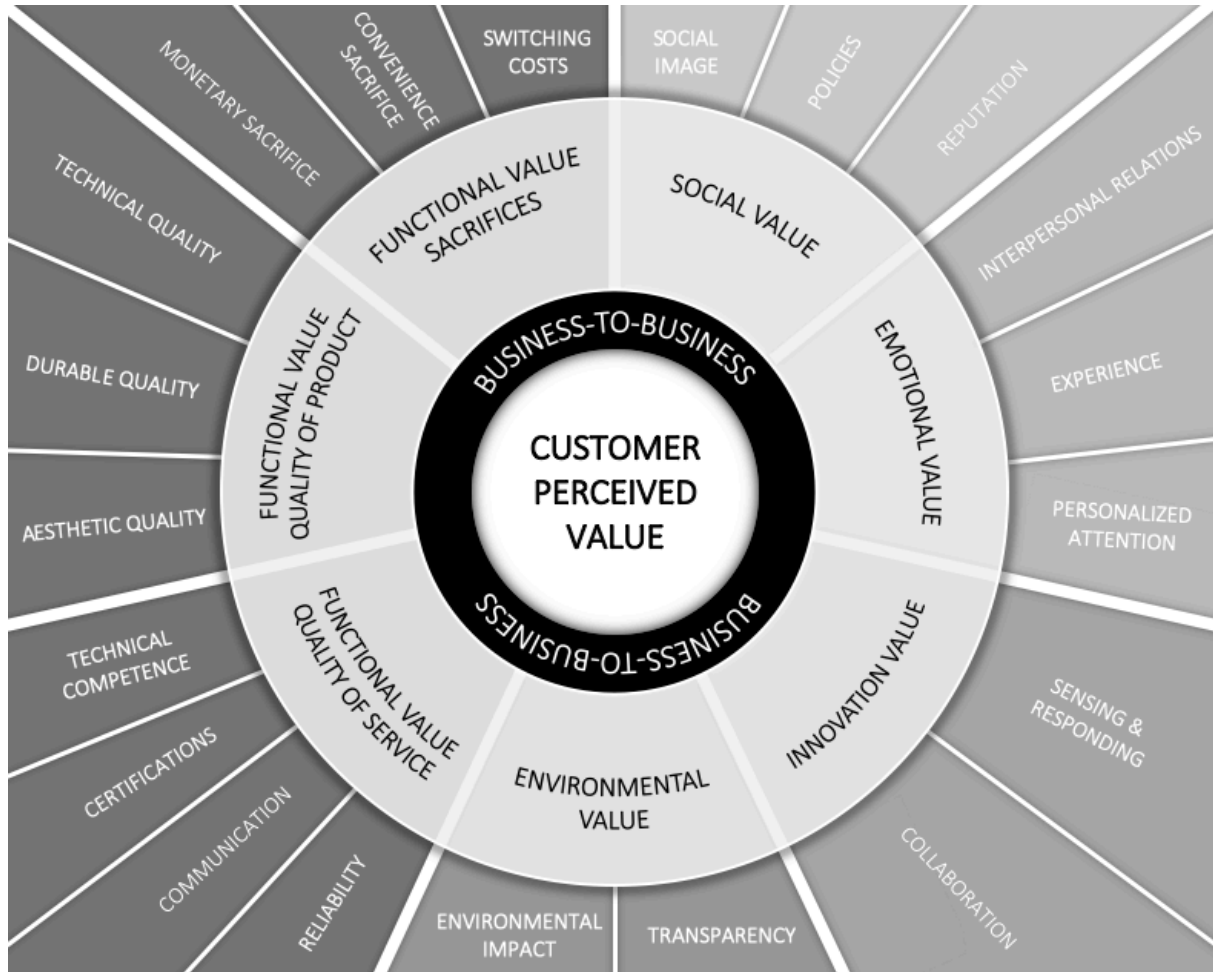 CUSTOMER
PERCEIVED
VALUE
BUSINESS-TO-BUSINESS
BUSINESS-TO-BUSINESS
FUNCTIONAL VALUE
SACRIFICES
SOCIAL VALUE
EMOTIONAL VALUE
INNOVATION VALUE
ENVIRONMENTAL
VALUE
FUNCTIONAL VALUE
QUALITY OF SERVICE
FUNCTIONAL VALUE
QUALITY OF PRODUCT
MONETARY SACRIFICE
CONVENIENCE
SACRIFICE
SWITCHING
COSTS
SOCIAL
IMAGE
POLICIES
REPUTATION
INTERPERSONAL RELATIONS
EXPERIENCE
PERSONALIZED
ATTENTION
SENSING &
RESPONDING
COLLABORATION
TRANSPARENCY
ENVIRONMENTAL
IMPACT
RELIABILITY
COMMUNICATION
CERTIFICATIONS
TECHNICAL
COMPETENCE
AESTHETIC QUALITY
DURABLE QUALITY
TECHNICAL QUALITY